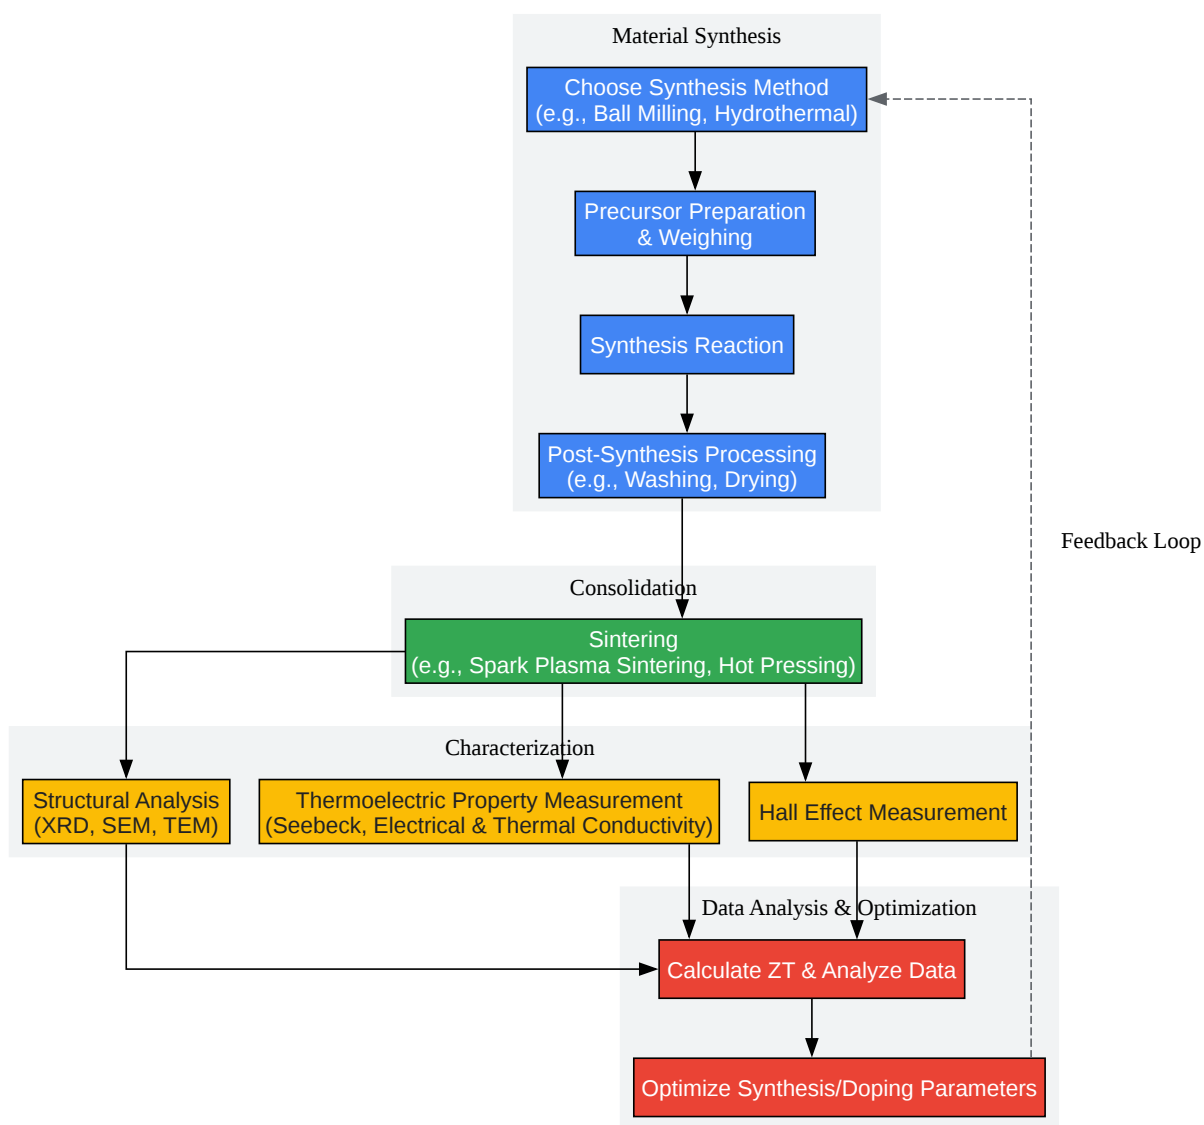 Material Synthesis
Choose Synthesis Method
(e.g., Ball Milling, Hydrothermal)
Precursor Preparation
& Weighing
Synthesis Reaction
Post-Synthesis Processing
(e.g., Washing, Drying)
Feedback Loop
Consolidation
Sintering
(e.g., Spark Plasma Sintering, Hot Pressing)
Characterization
Structural Analysis
(XRD, SEM, TEM)
Thermoelectric Property Measurement
(Seebeck, Electrical & Thermal Conductivity)
Hall Effect Measurement
Data Analysis & Optimization
Calculate ZT & Analyze Data
Optimize Synthesis/Doping Parameters